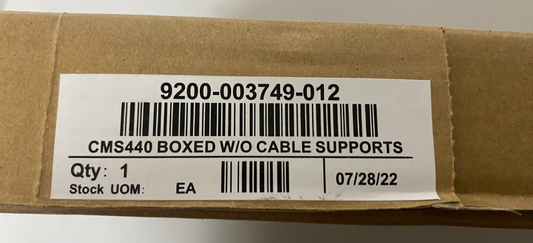 9200-003749-012
CMS440 BOXED W/O CABLE SUPPORTS
Qty: 1
Stock UOM: EA
07/28/22